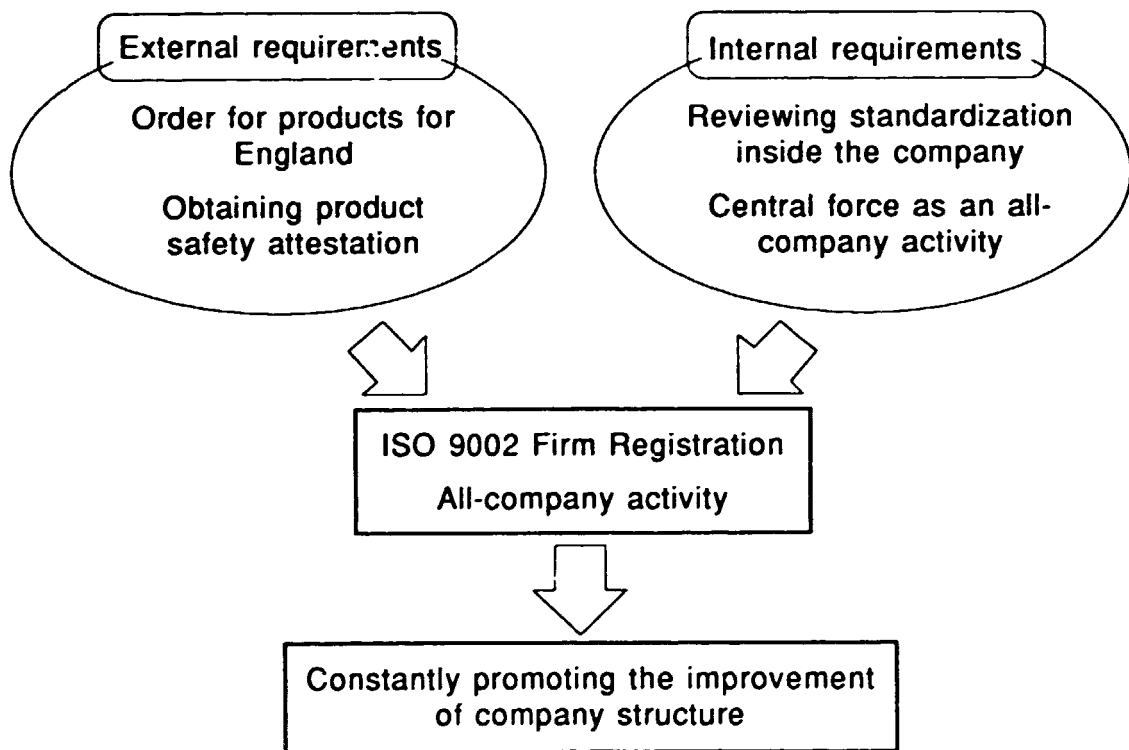 External requirements
Order for products for
England
Obtaining product
safety attestation
Internal requirements
Reviewing standardization
inside the company
Central force as an all-
company activity
ISO 9002 Firm Registration
All-company activity
Constantly promoting the improvement
of company structure